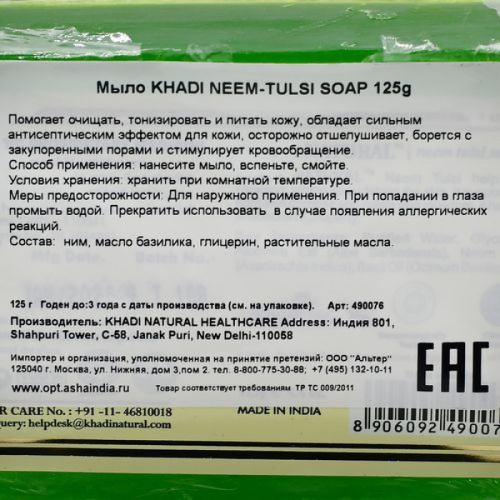 Мыло KHADI NEEM-TULSI SOAP 125g
Помогает очищать, тонизировать и питать кожу, обладает сильным
антисептическим эффектом для кожи, осторожно отшелушивает, борется с
закупоренными порами и стимулирует кровообращение.
Способ применения: нанесите мыло, вспеньте, смойте.
Условия хранения: хранить при комнатной температуре.
Меры предосторожности: Для наружного применения. При попадании в глаза
промыть водой. Прекратить использовать в случае появления аллергических
реакций.
Состав: ним, масло базилика, глицерин, растительные масла.
125 г Годен до:3 года с даты производства (см. на упаковке). Арт: 490076
Производитель: KHADI NATURAL HEALTHCARE Address: Индия 801,
Shahpuri Tower, C-58, Janak Puri, New Delhi-110058
Импортер и организация, уполномоченная на принятие претензий: ООО "Альтер"
125040 г. Москва, ул. Нижняя, дом 3,пом 2. тел. 8-800-775-30-88; +7 (495) 132-10-11
www.opt.ashaindia.ru Товар соответствует требованиям ТР ТС 009/2011
EAC
R CARE No. : +91 -11- 46810018
MADE IN INDIA
query: helpdesk@khadinatural.com
8 906092 49007